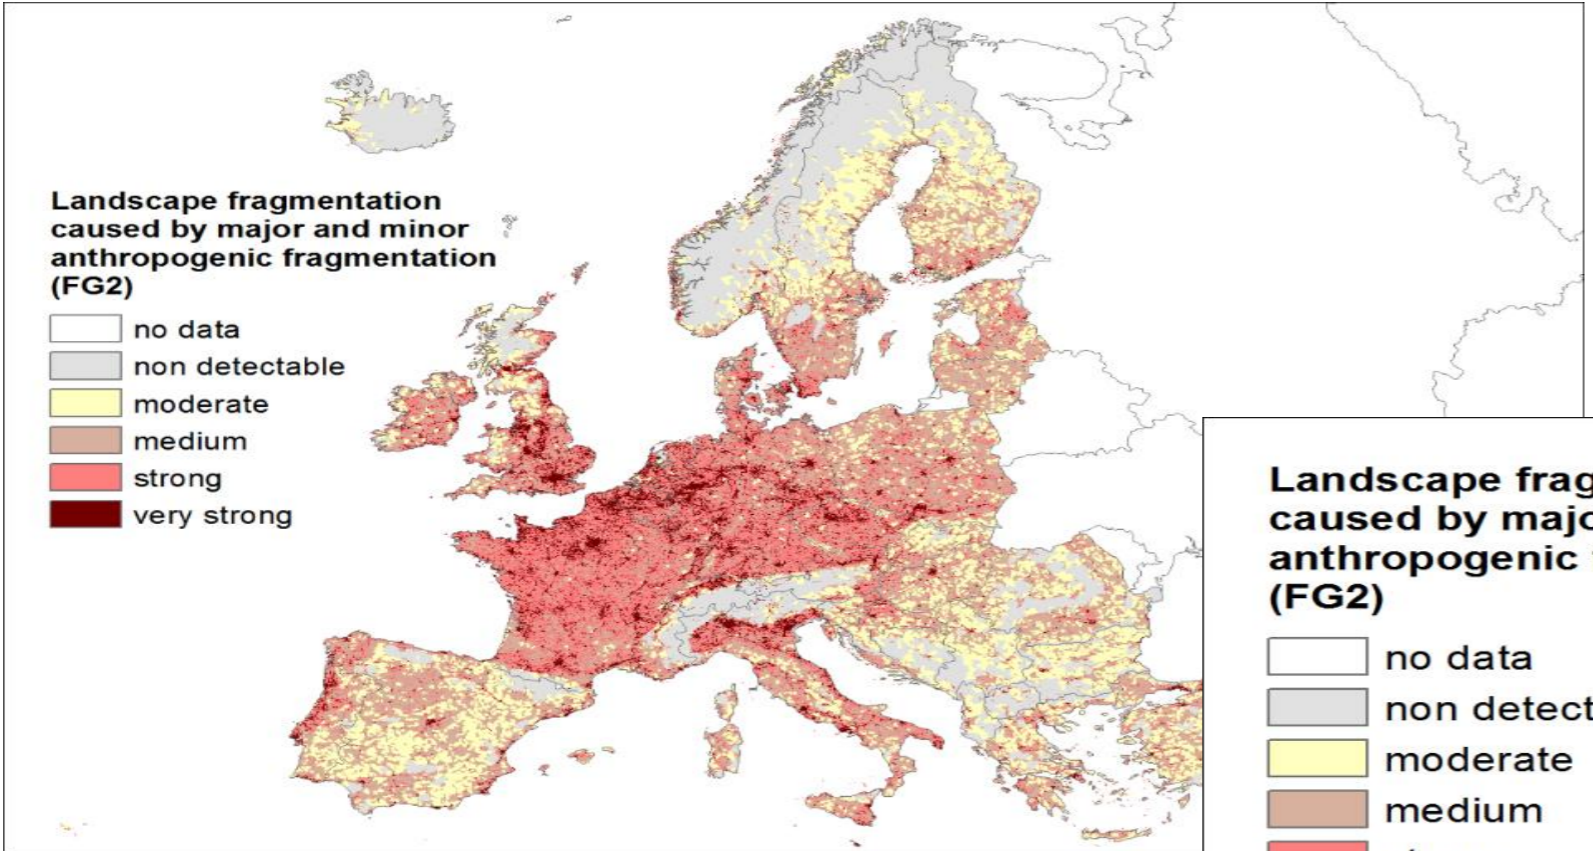 Landscape fragmentation
caused by major and minor
anthropogenic fragmentation
(FG2)
no data
non detectable
moderate
medium
strong
very strong
Landscape frag
caused by majo
anthropogenic
(FG2)
no data
non detect
moderate
medium